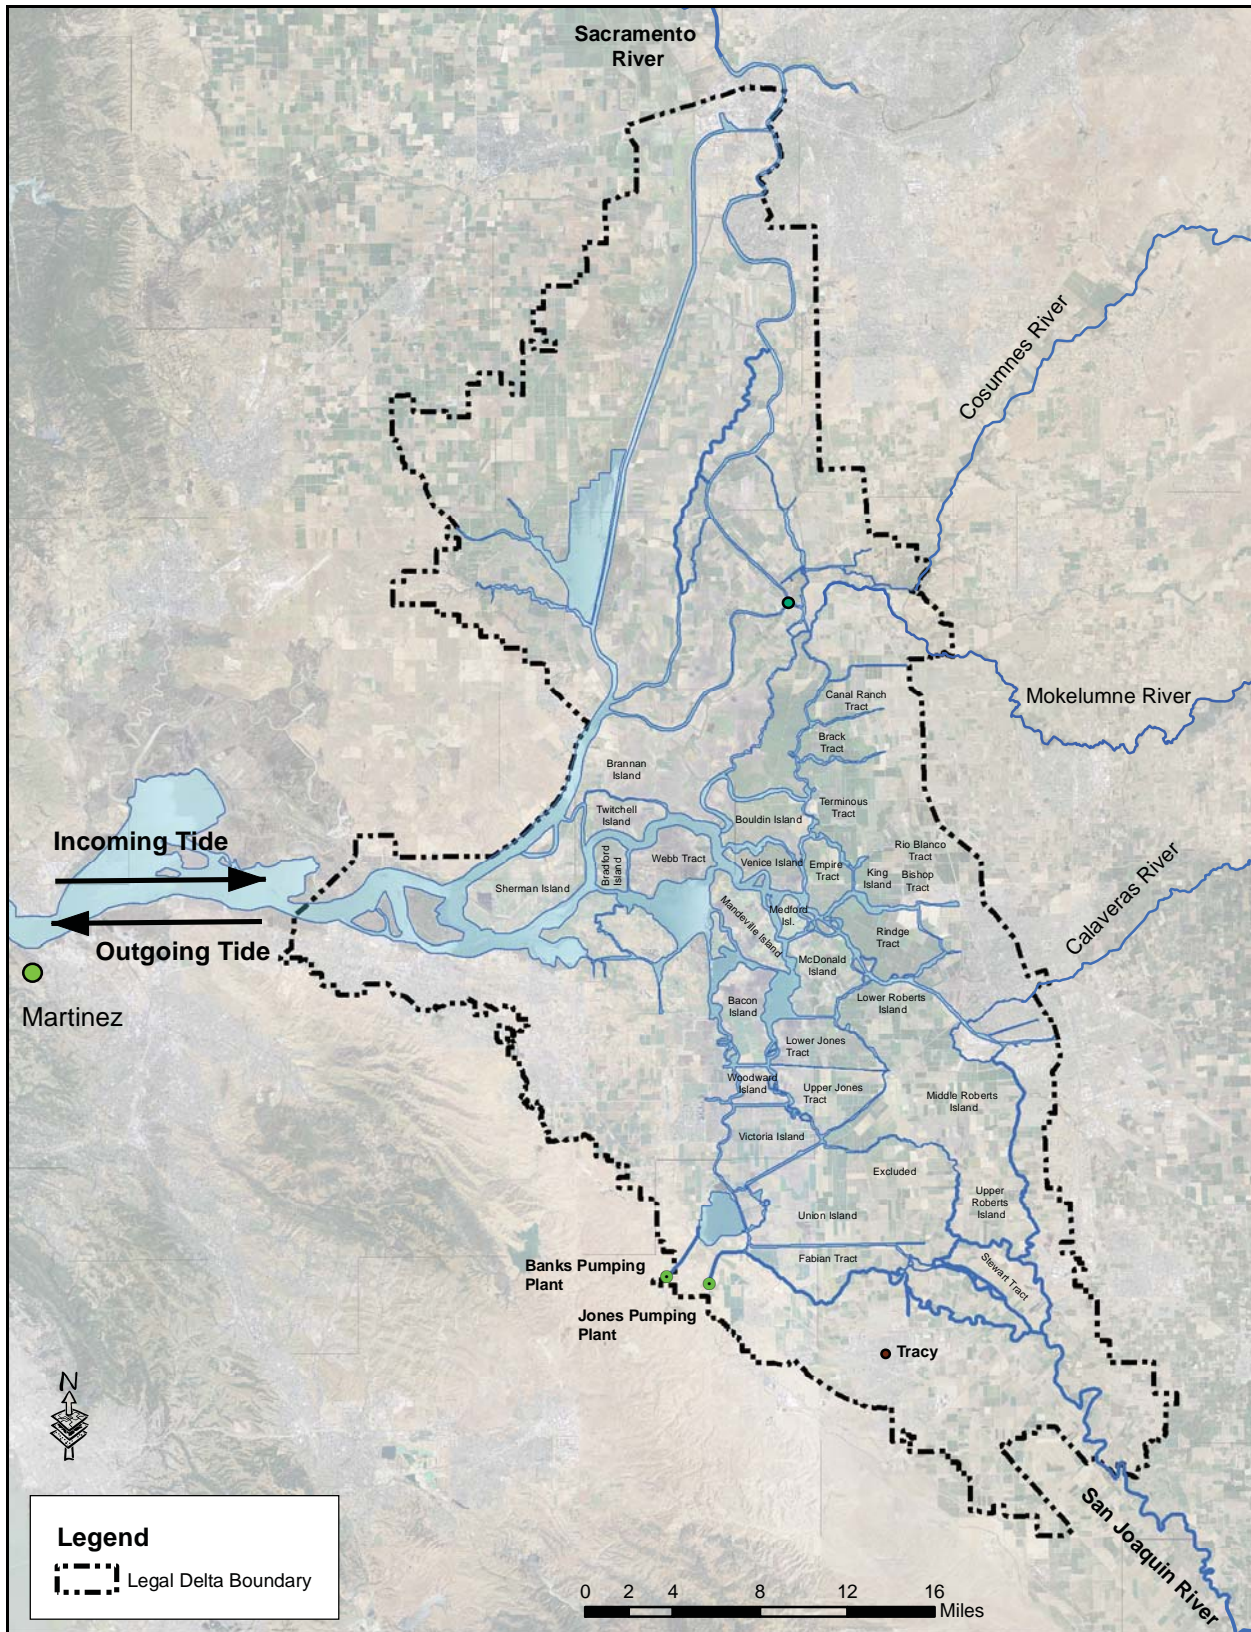 Sacramento
River
Cosumnes River
Mokelumne River
Canal Ranch
Tract
Brack
Tract
Brannan
Island
Twitchell
Island
Terminous
Tract
Bouldin Island
Incoming Tide
Rio Blanco
Tract
Webb Tract
Venice Island
Empire
Tract
King
Island
Bishop
Tract
Bradford
Island
Sherman Island
Calaveras River
Mandeville Island
Medford
Isl.
Rindge
Tract
Outgoing Tide
McDonald
Island
Martinez
Bacon
Island
Lower Roberts
Island
Lower Jones
Tract
Woodward
Island
Upper Jones
Tract
Middle Roberts
Island
Victoria Island
Excluded
Upper
Roberts
Island
Union Island
Fabian Tract
Stewart Tract
Banks Pumping
Plant
Jones Pumping
Plant
Tracy
N
San Joaquin River
Legend
Legal Delta Boundary
0 2 4 8 12 16
Miles